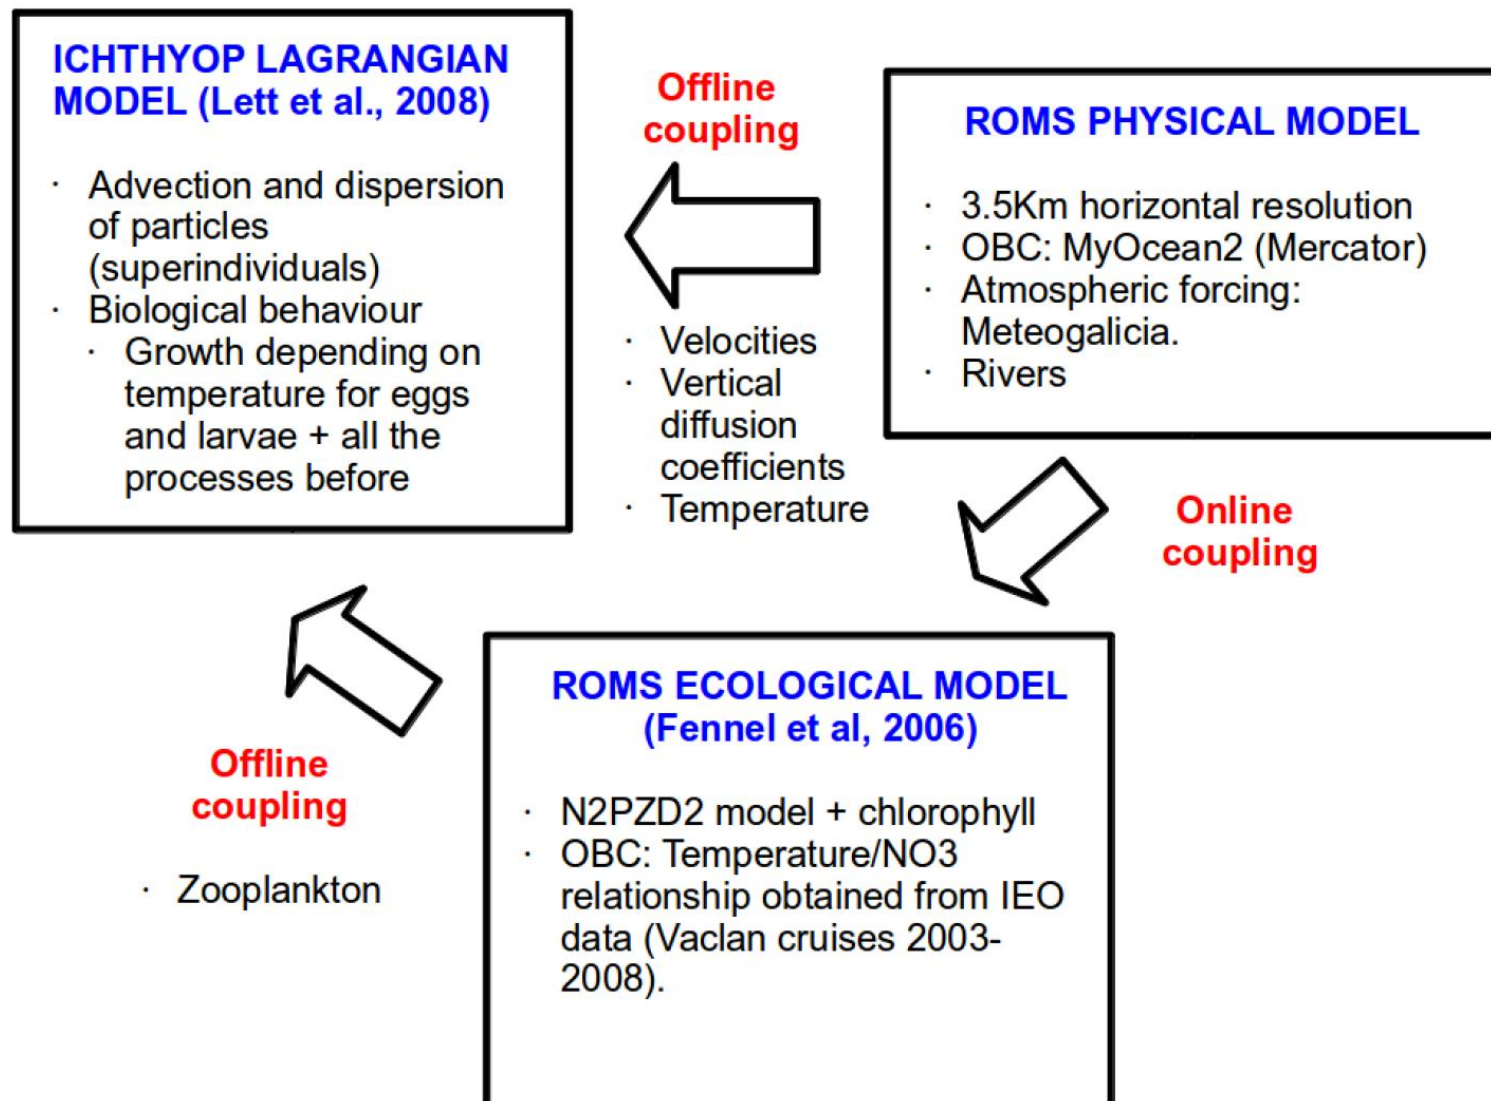 ICHTHYOP LAGRANGIAN
MODEL (Lett et al., 2008)
· Advection and dispersion
of particles
(superindividuals)
· Biological behaviour
· Growth depending on
temperature for eggs
and larvae + all the
processes before
Offline
coupling
· Velocities
· Vertical
diffusion
coefficients
· Temperature
ROMS PHYSICAL MODEL
· 3.5Km horizontal resolution
· OBC: MyOcean2 (Mercator)
· Atmospheric forcing:
Meteogalicia.
· Rivers
Online
coupling
Offline
coupling
· Zooplankton
ROMS ECOLOGICAL MODEL
(Fennel et al, 2006)
· N2PZD2 model + chlorophyll
· OBC: Temperature/NO3
relationship obtained from IEO
data (Vaclan cruises 2003-
2008).